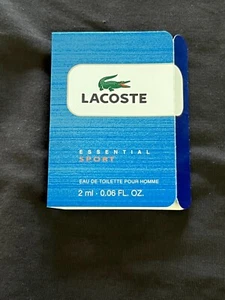 LACOSTE
ESSENTIAL
SPORT
EAU DE TOILETTE POUR HOMME
2 ml - 0.06 FL. OZ.